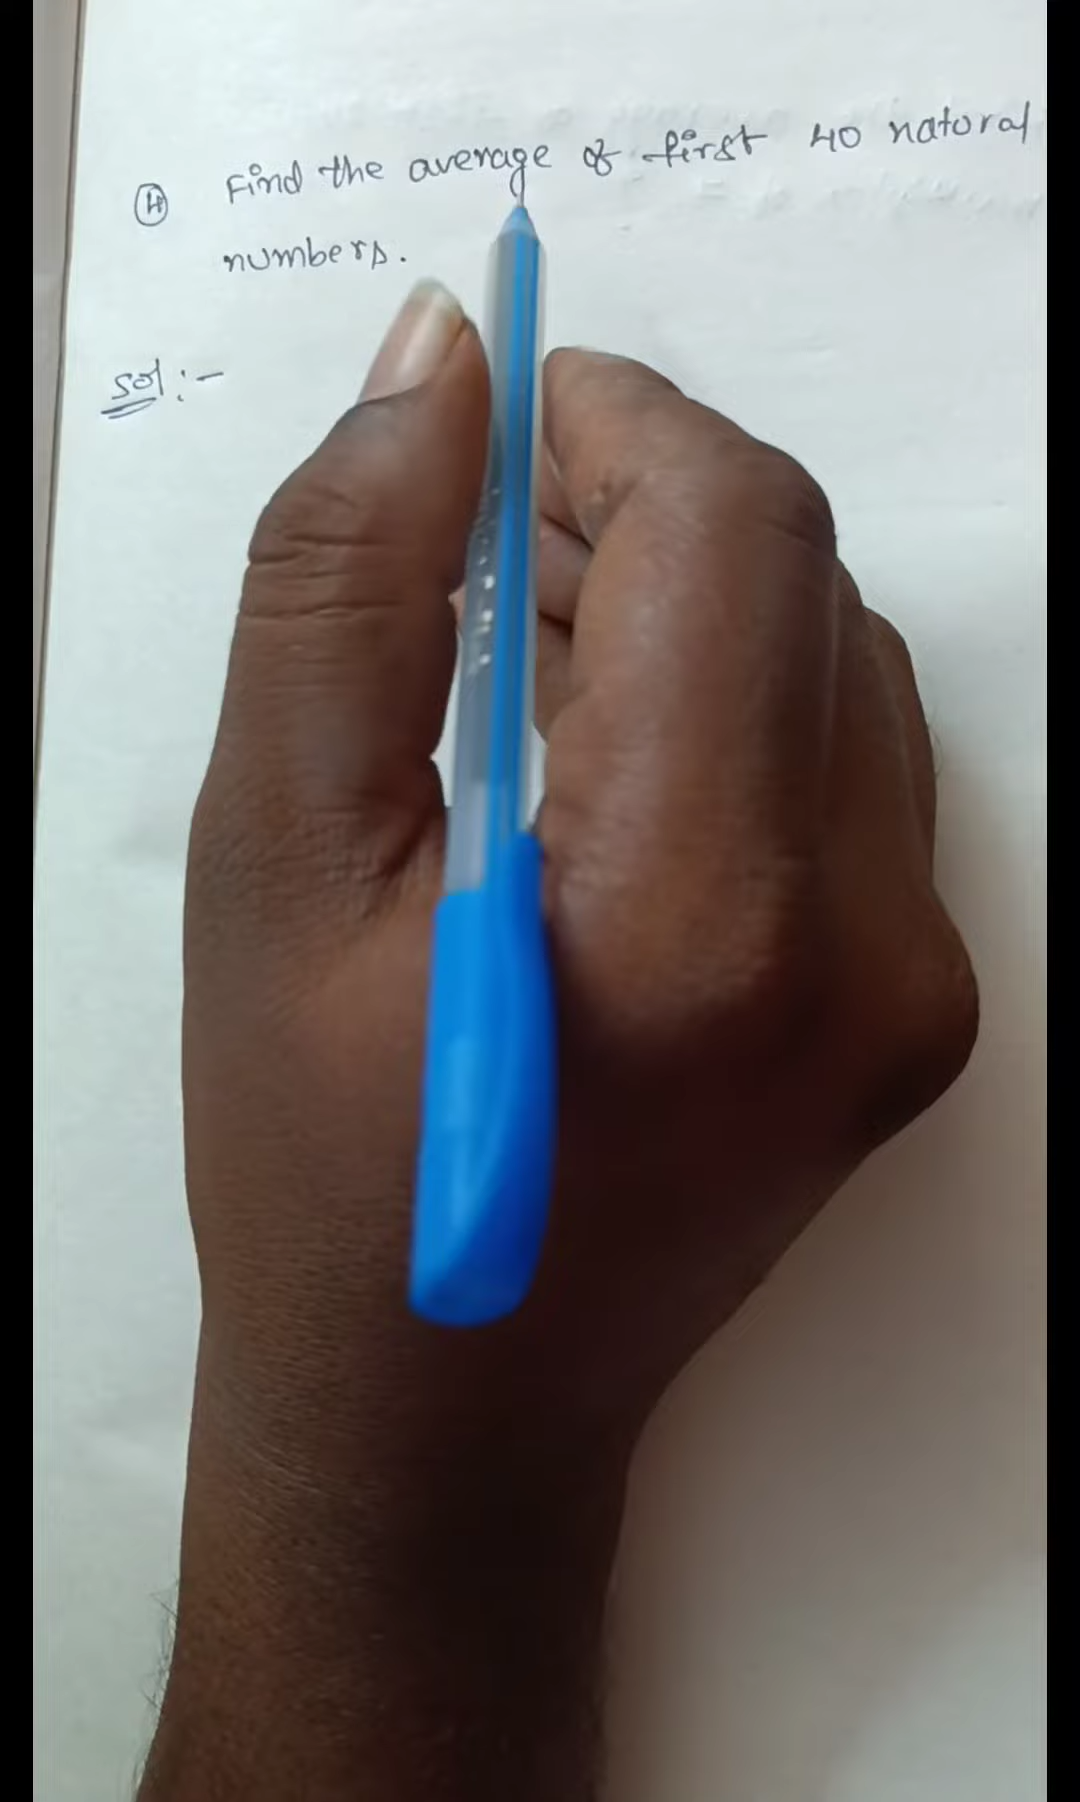 ④ Find the average of first 40 natural
numbers.
Sol:-